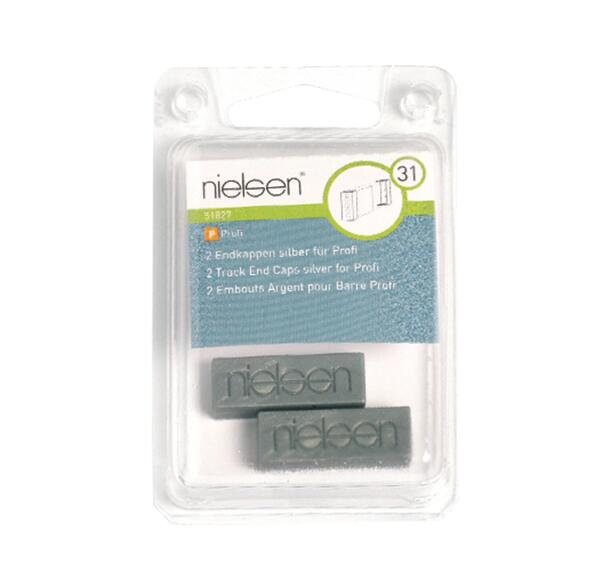 nielsen®
31
51827
P Profi
2 Endkappen silber für Profi
2 Track End Caps silver for Profi
2 Embouts Argent pour Barre Profi
nielsen
nielsen